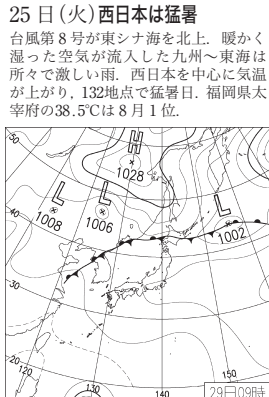 25日(火)西日本は猛暑
台風第8号が東シナ海を北上. 暖かく
湿った空気が流入した九州〜東海は
所々で激しい雨. 西日本を中心に気温
が上がり, 132地点で猛暑日. 福岡県太
宰府の38.5℃は8月1位.
H
1028
L
1008
L
1006
L
1002
50
40
30
20
120
130
140
150
29日09時